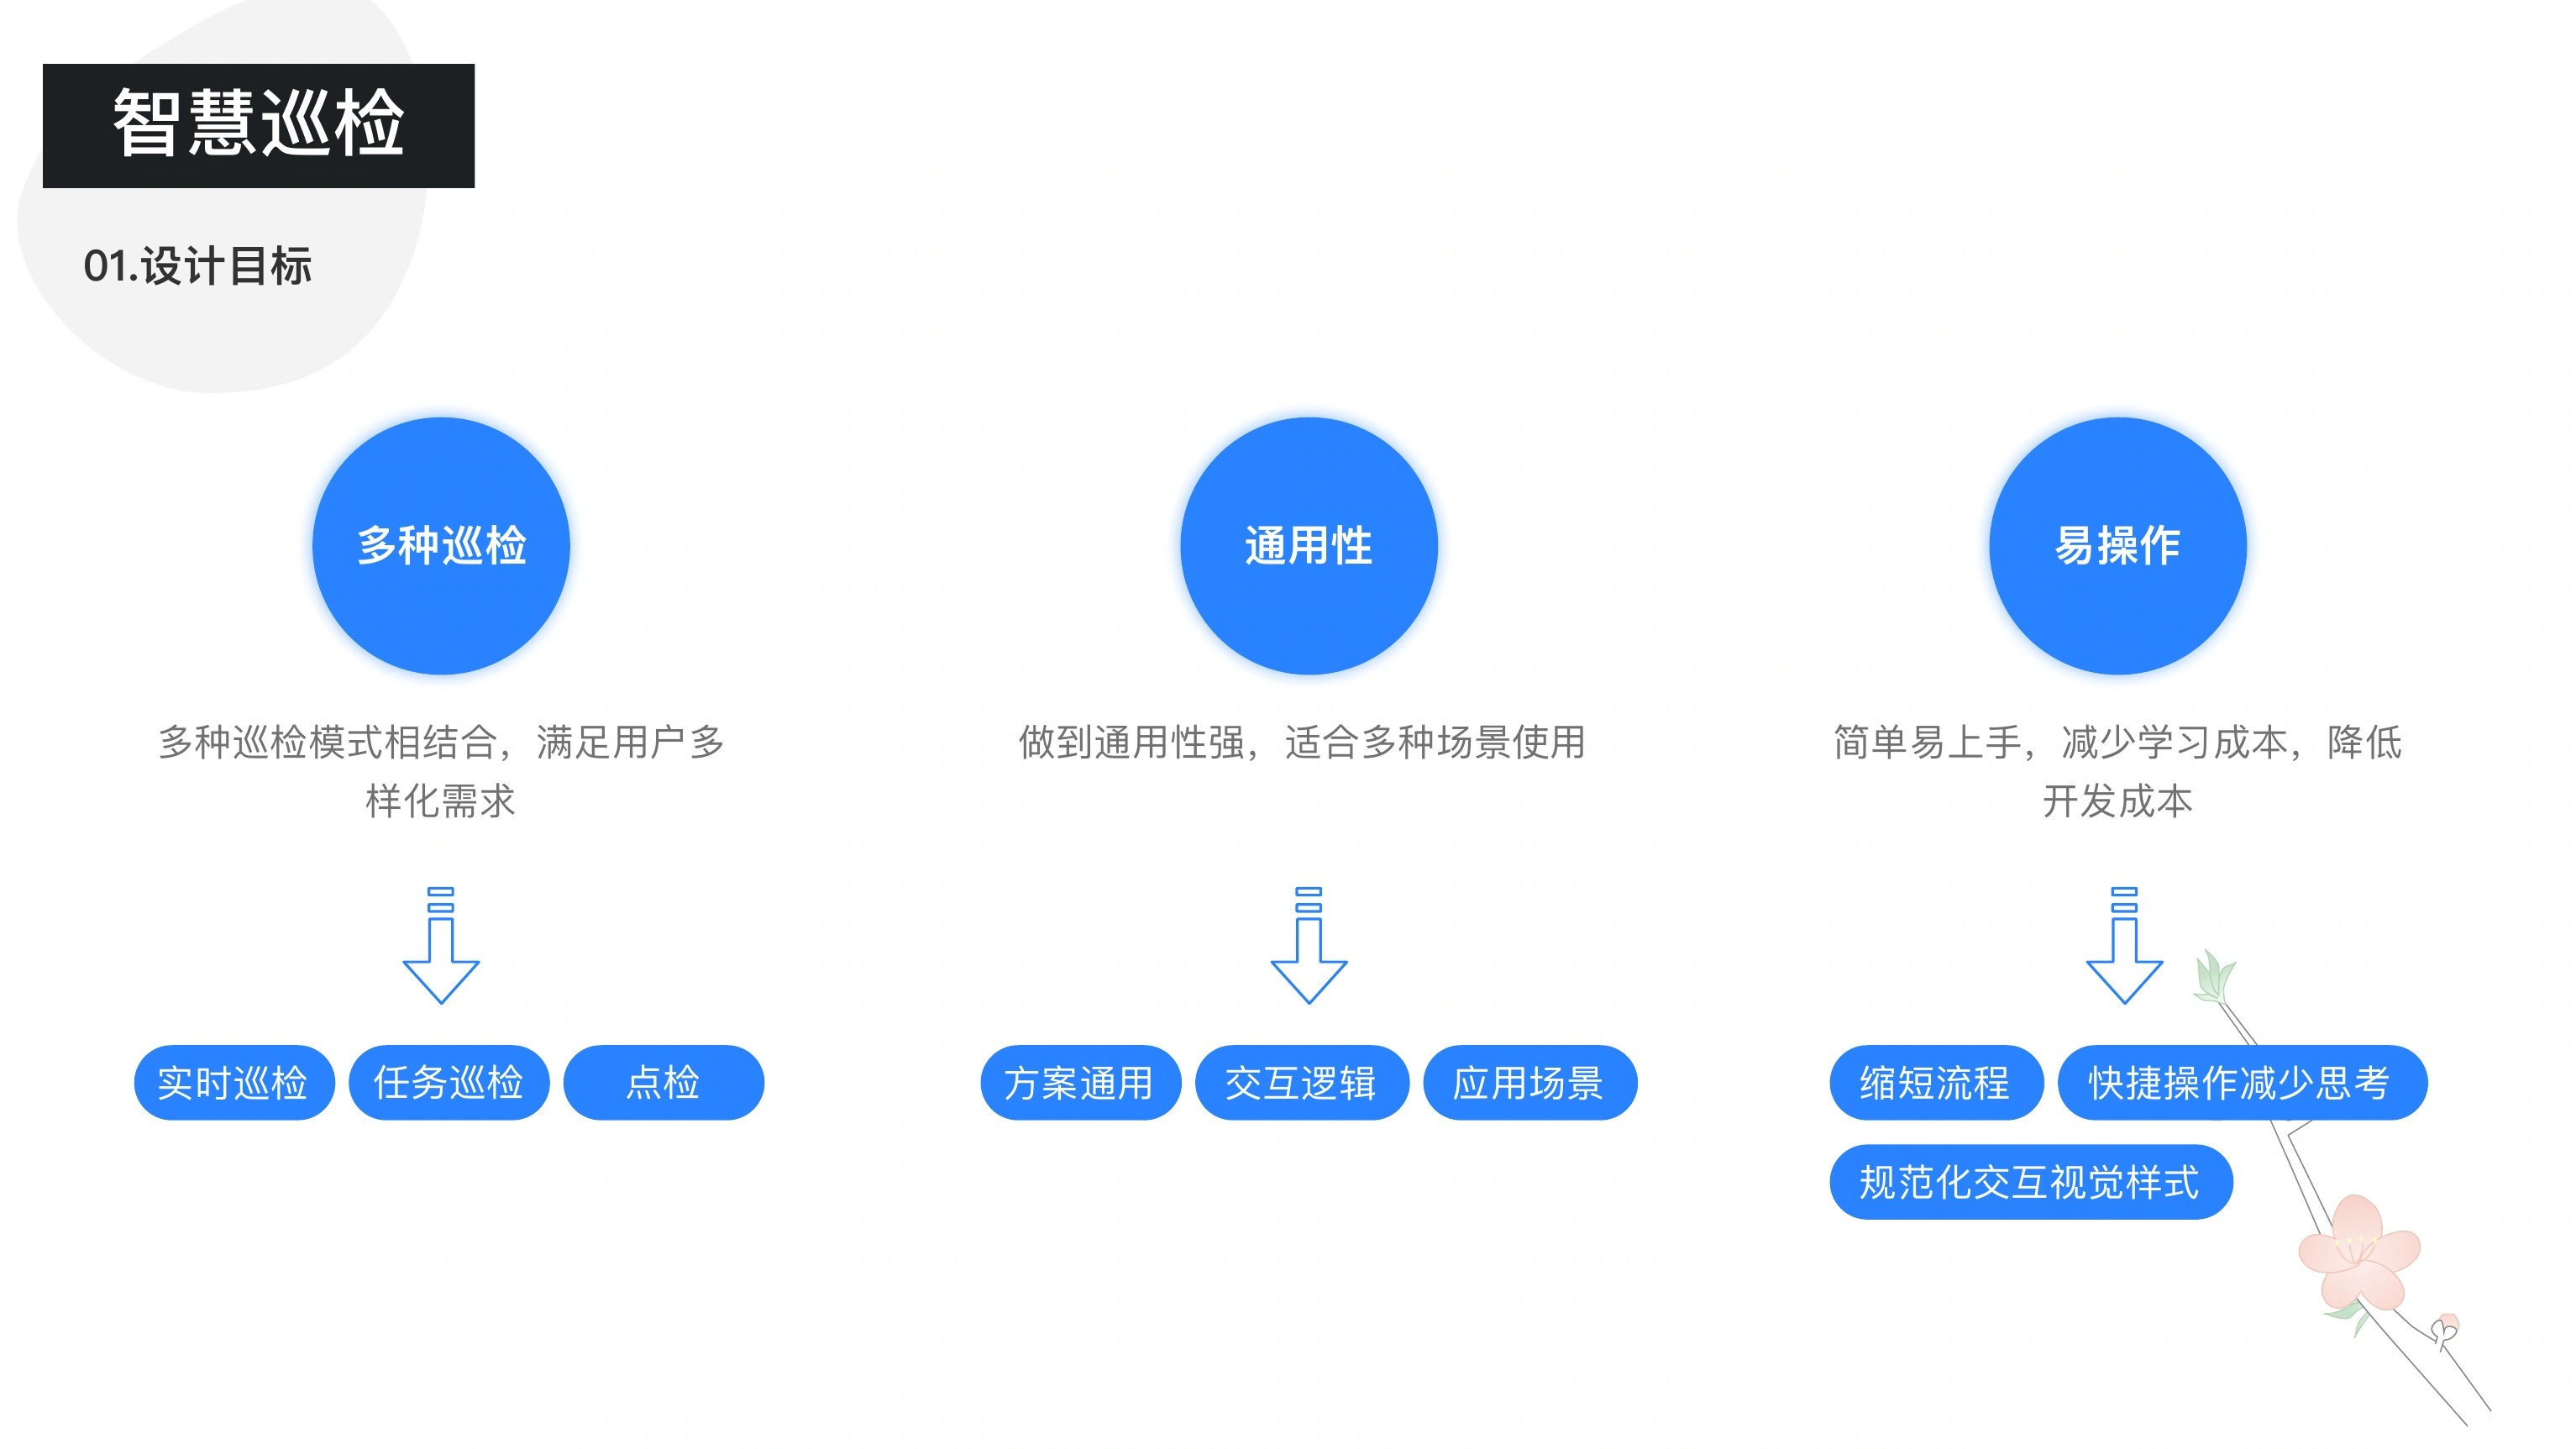 智慧巡检
01.设计目标
多种巡检
多种巡检模式相结合，满足用户多
样化需求
实时巡检
任务巡检
点检
通用性
做到通用性强，适合多种场景使用
方案通用
交互逻辑
应用场景
易操作
简单易上手，减少学习成本，降低
开发成本
缩短流程
快捷操作减少思考
规范化交互视觉样式